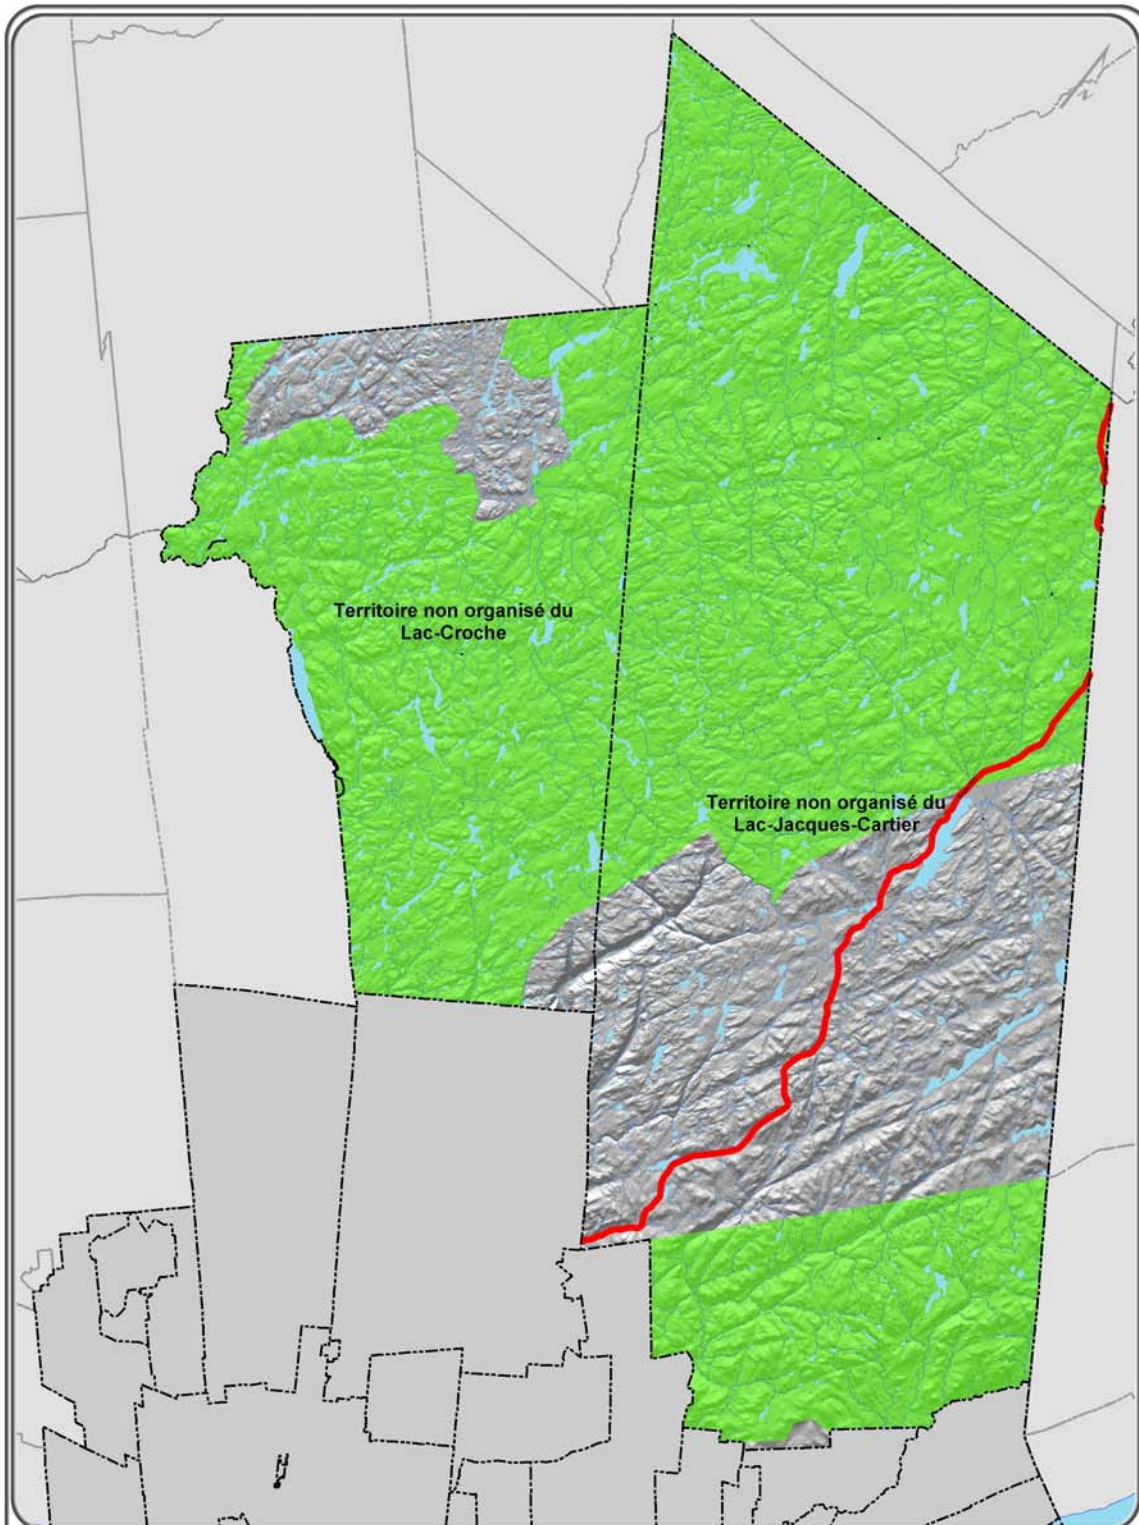 Territoire non organisé du
Lac-Croche
Territoire non organisé du
Lac-Jacques-Cartier